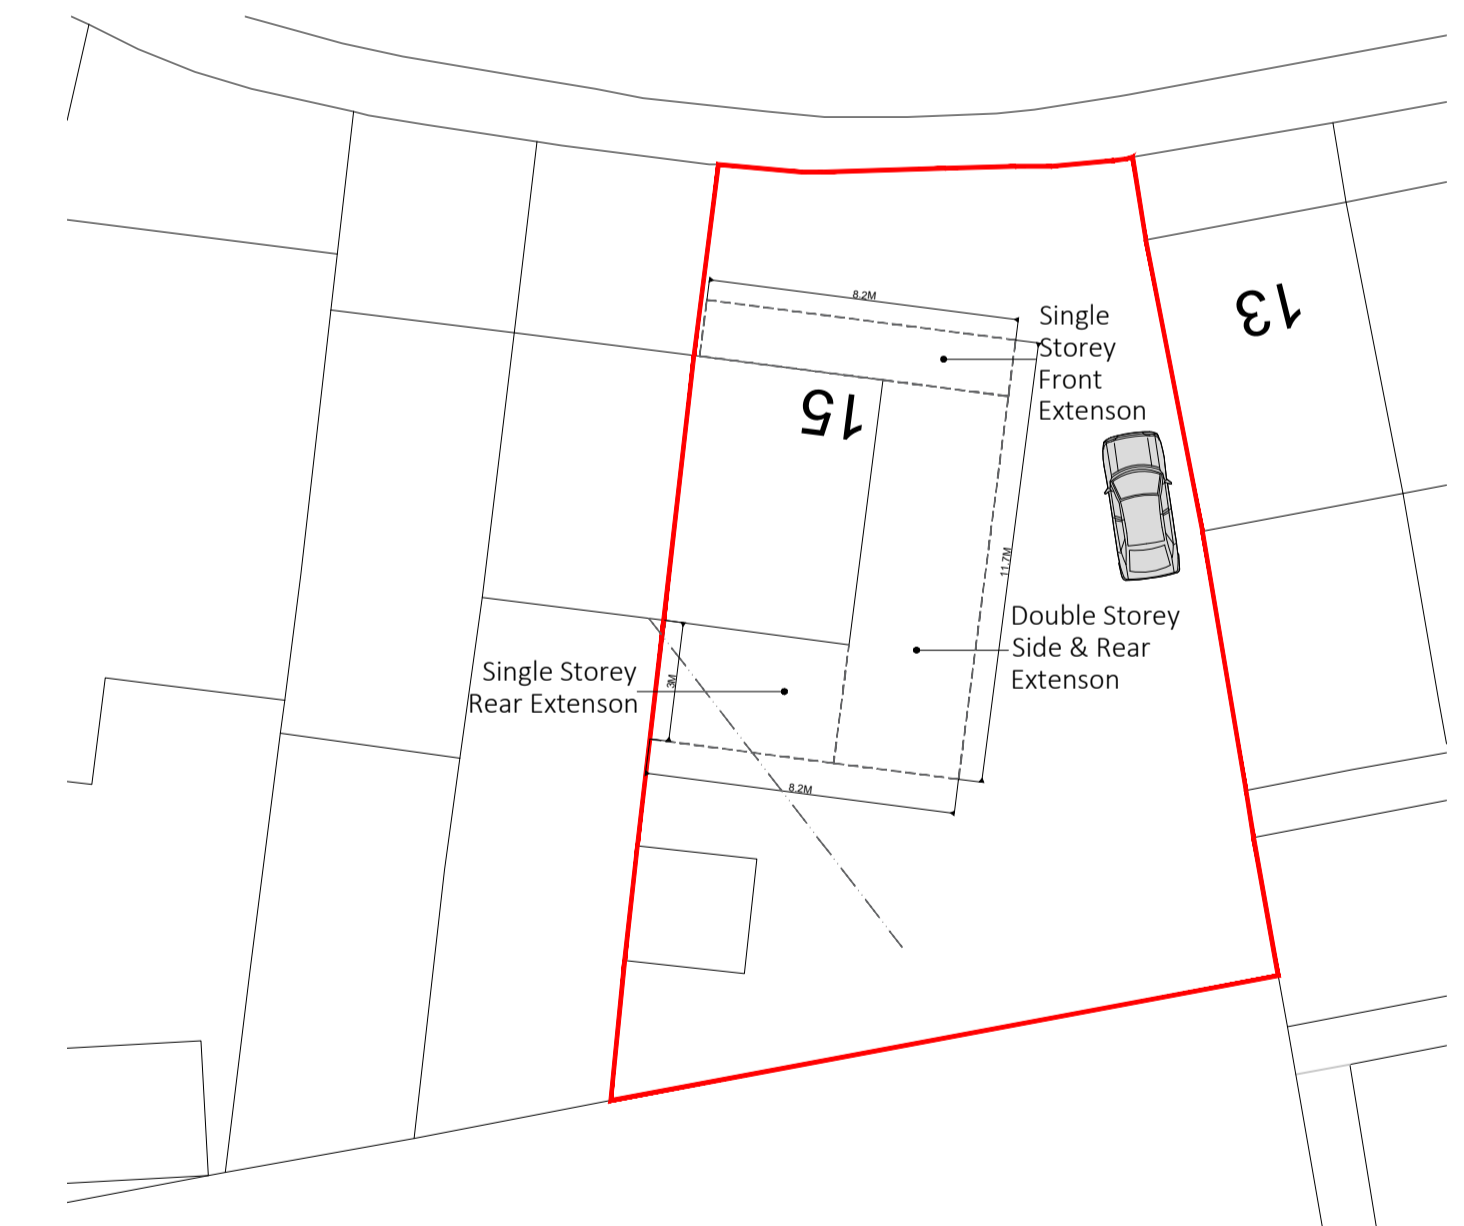 8.2M
Single
Storey
Front
Extenson
13
15
11.7M
Double Storey
Side & Rear
Extenson
Single Storey
Rear Extenson
3M
8.2M